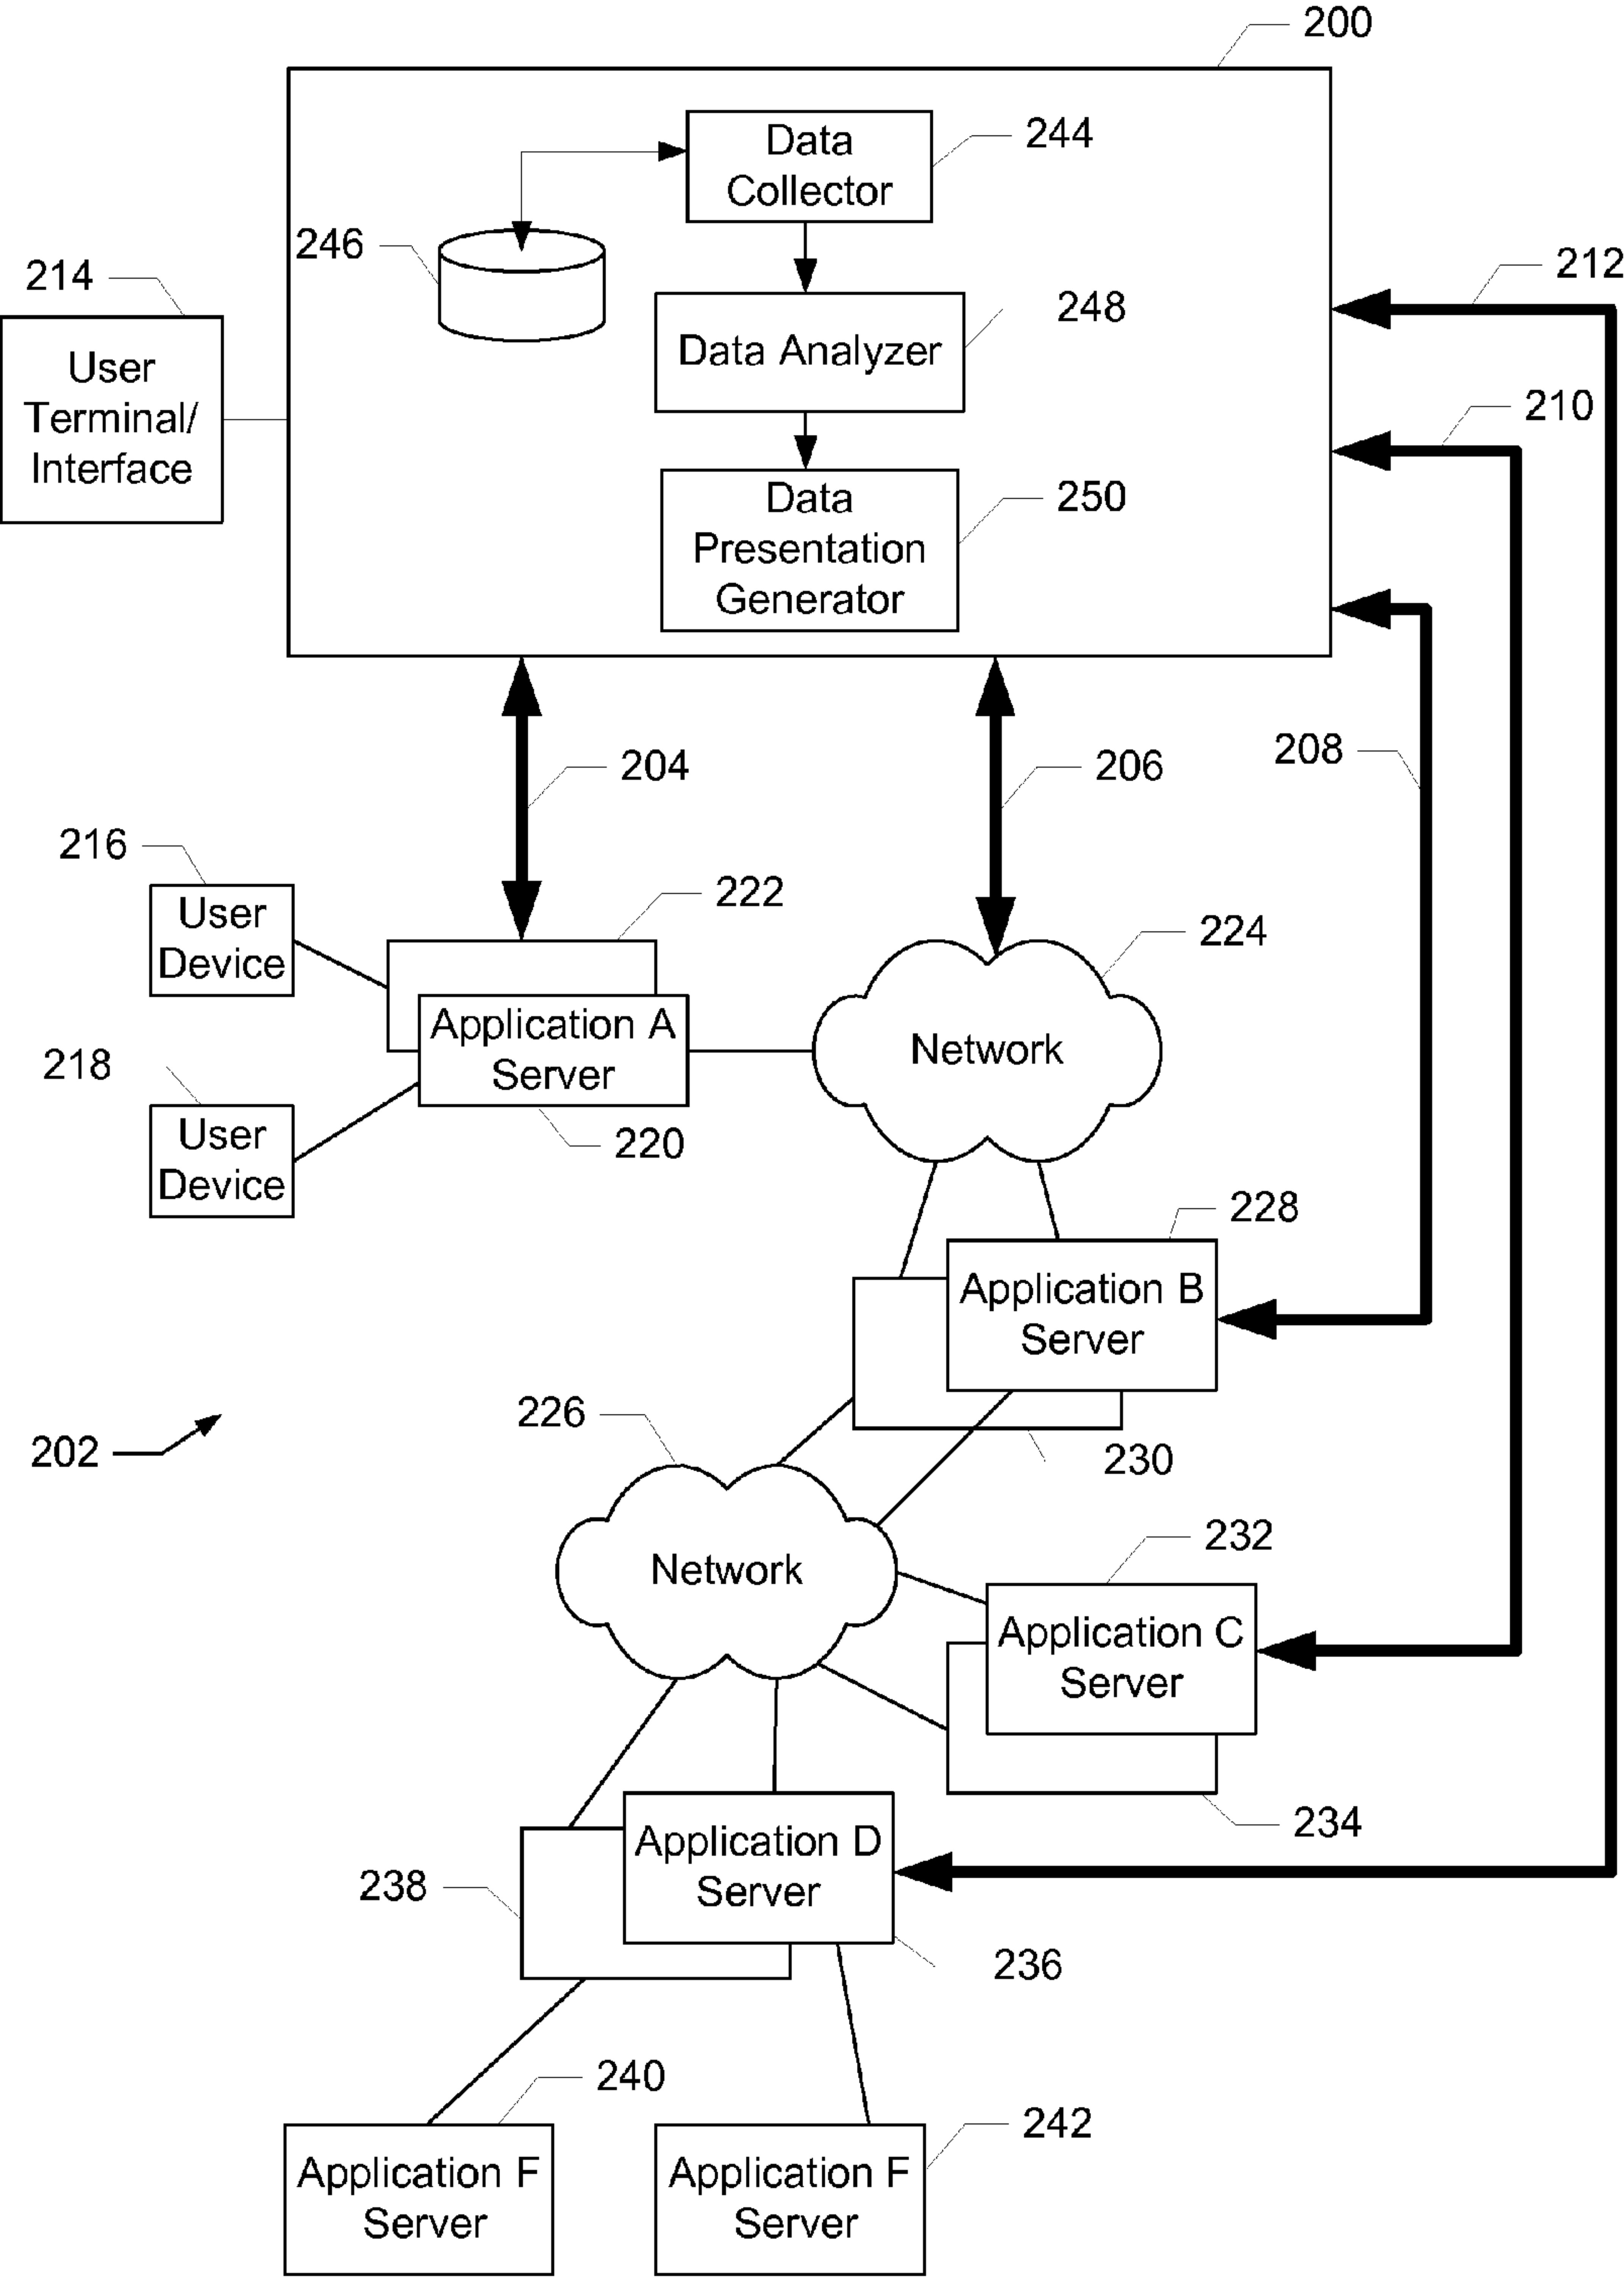 200
Data
Collector
244
246
212
214
248
User
Terminal/
Interface
Data Analyzer
210
Data
Presentation
Generator
250
204
206
208
216
222
User
Device
224
Application A
Server
Network
218
User
Device
220
228
Application B
Server
226
202
230
232
Network
Application C
Server
234
Application D
Server
238
236
240
242
Application F
Server
Application F
Server